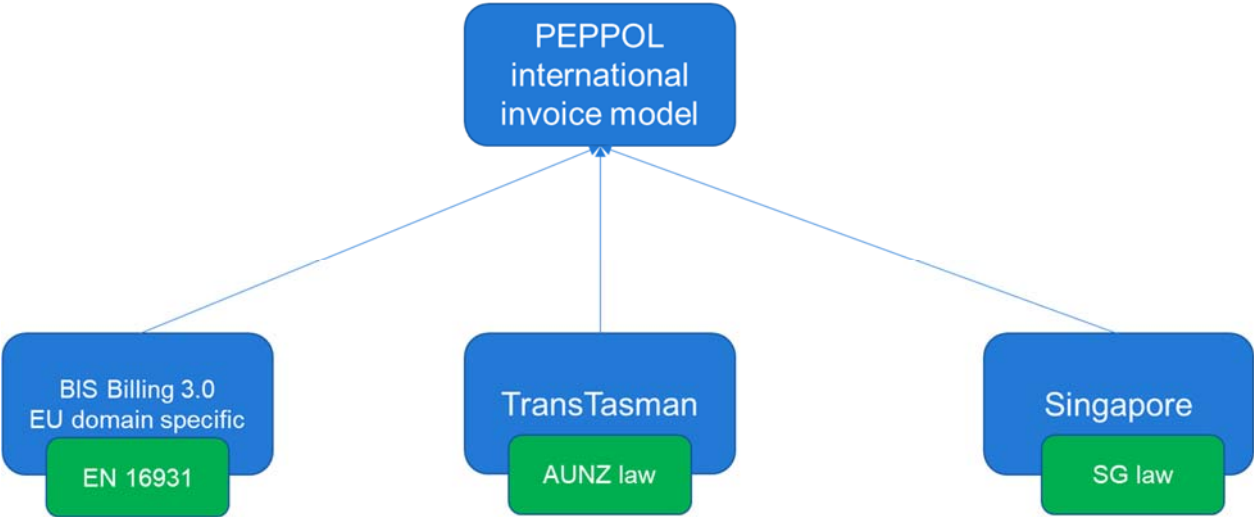 PEPPOL
international
invoice model
BIS Billing 3.0
EU domain specific
EN 16931
TransTasman
AUNZ law
Singapore
SG law